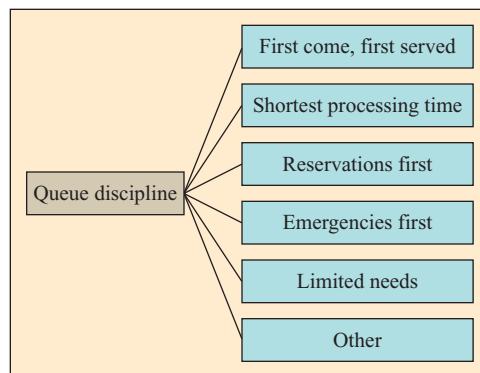 First come, first served
Shortest processing time
Reservations first
Queue discipline
Emergencies first
Limited needs
Other